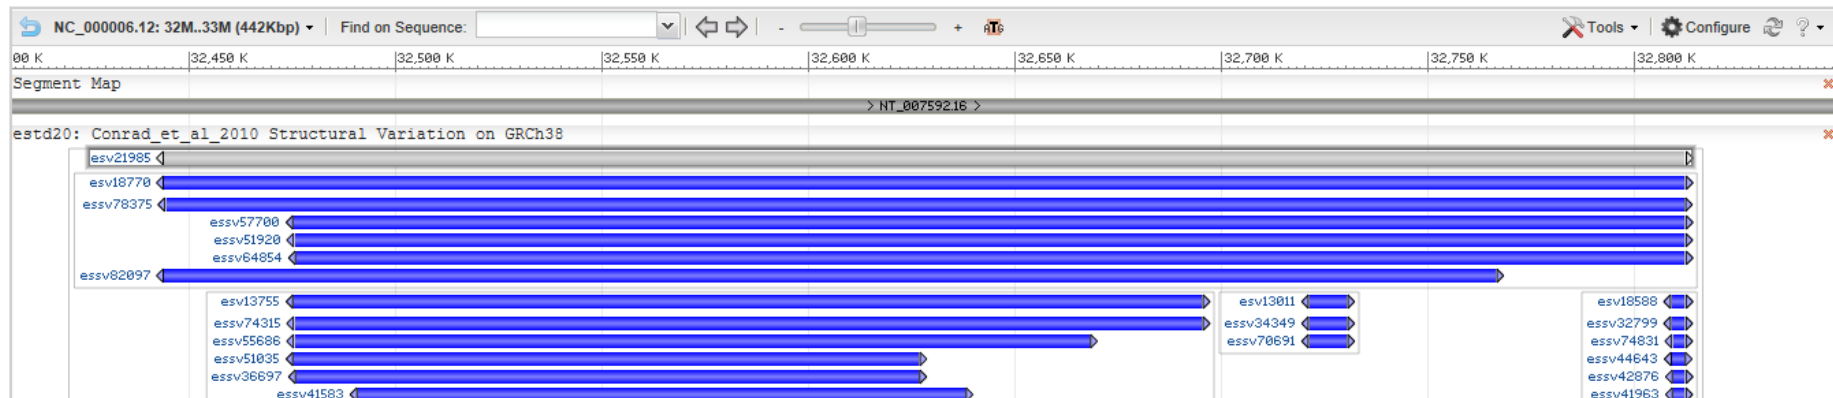 NC_000006.12: 32M..33M (442Kbp) Find on Sequence: - + ATG Tools Configure ?
00 K 32,450 K 32,500 K 32,550 K 32,600 K 32,650 K 32,700 K 32,750 K 32,800 K
Segment Map
> NT_007592.16 >
estd20: Conrad_et_al_2010 Structural Variation on GRCh38
esv21985
esv18770
essv78375
essv57700
essv51920
essv64854
essv82097
esv13755 esv13011 esv18588
essv74315 essv34349 essv32799
essv55686 essv70691 essv74831
essv51035 essv44643
essv36697 essv42876
essv41583 essv41963